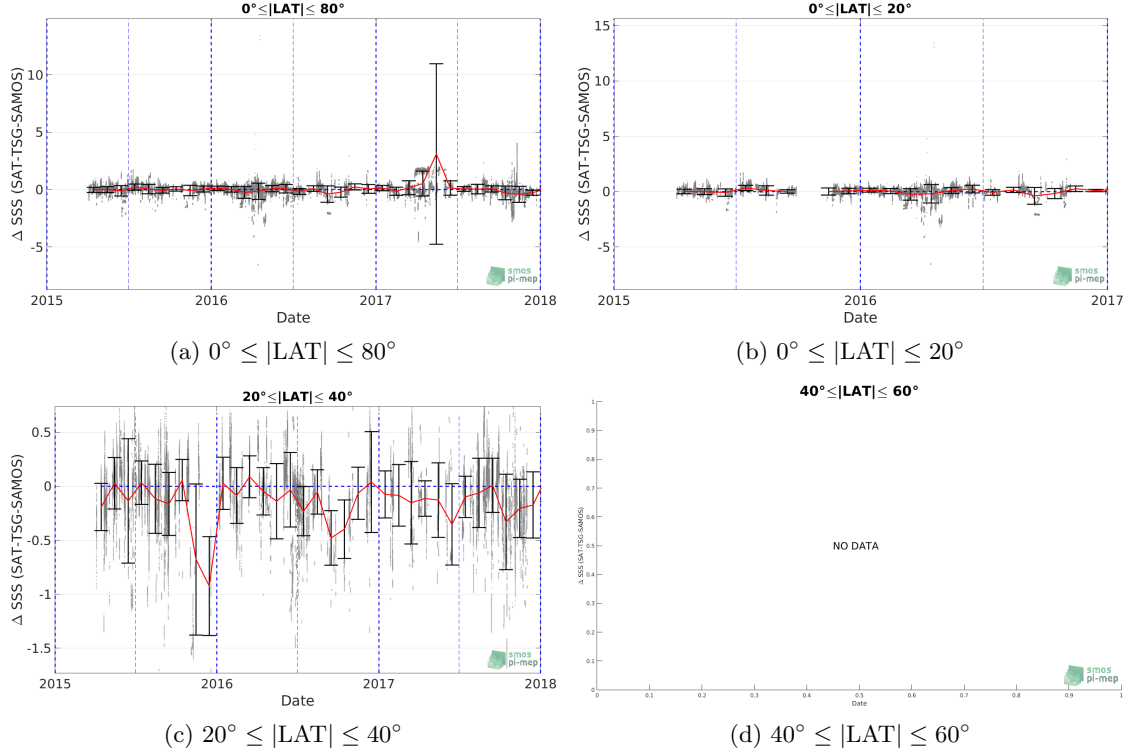 0°≤|LAT|≤ 80°
Δ SSS (SAT-TSG-SAMOS)
10
5
0
-5
2015
2016
2017
2018
Date
smos
pi-mep
(a) 0° ≤ |LAT| ≤ 80°
0°≤|LAT|≤ 20°
Δ SSS (SAT-TSG-SAMOS)
15
10
5
0
-5
2015
2016
2017
Date
smos
pi-mep
(b) 0° ≤ |LAT| ≤ 20°
20°≤|LAT|≤ 40°
Δ SSS (SAT-TSG-SAMOS)
0.5
0
-0.5
-1
-1.5
2015
2016
2017
2018
Date
smos
pi-mep
(c) 20° ≤ |LAT| ≤ 40°
40°≤|LAT|≤ 60°
Δ SSS (SAT-TSG-SAMOS)
1
0.9
0.8
0.7
0.6
0.5
0.4
0.3
0.2
0.1
0
NO DATA
0 0.1 0.2 0.3 0.4 0.5 0.6 0.7 0.8 0.9 1
Date
smos
pi-mep
(d) 40° ≤ |LAT| ≤ 60°